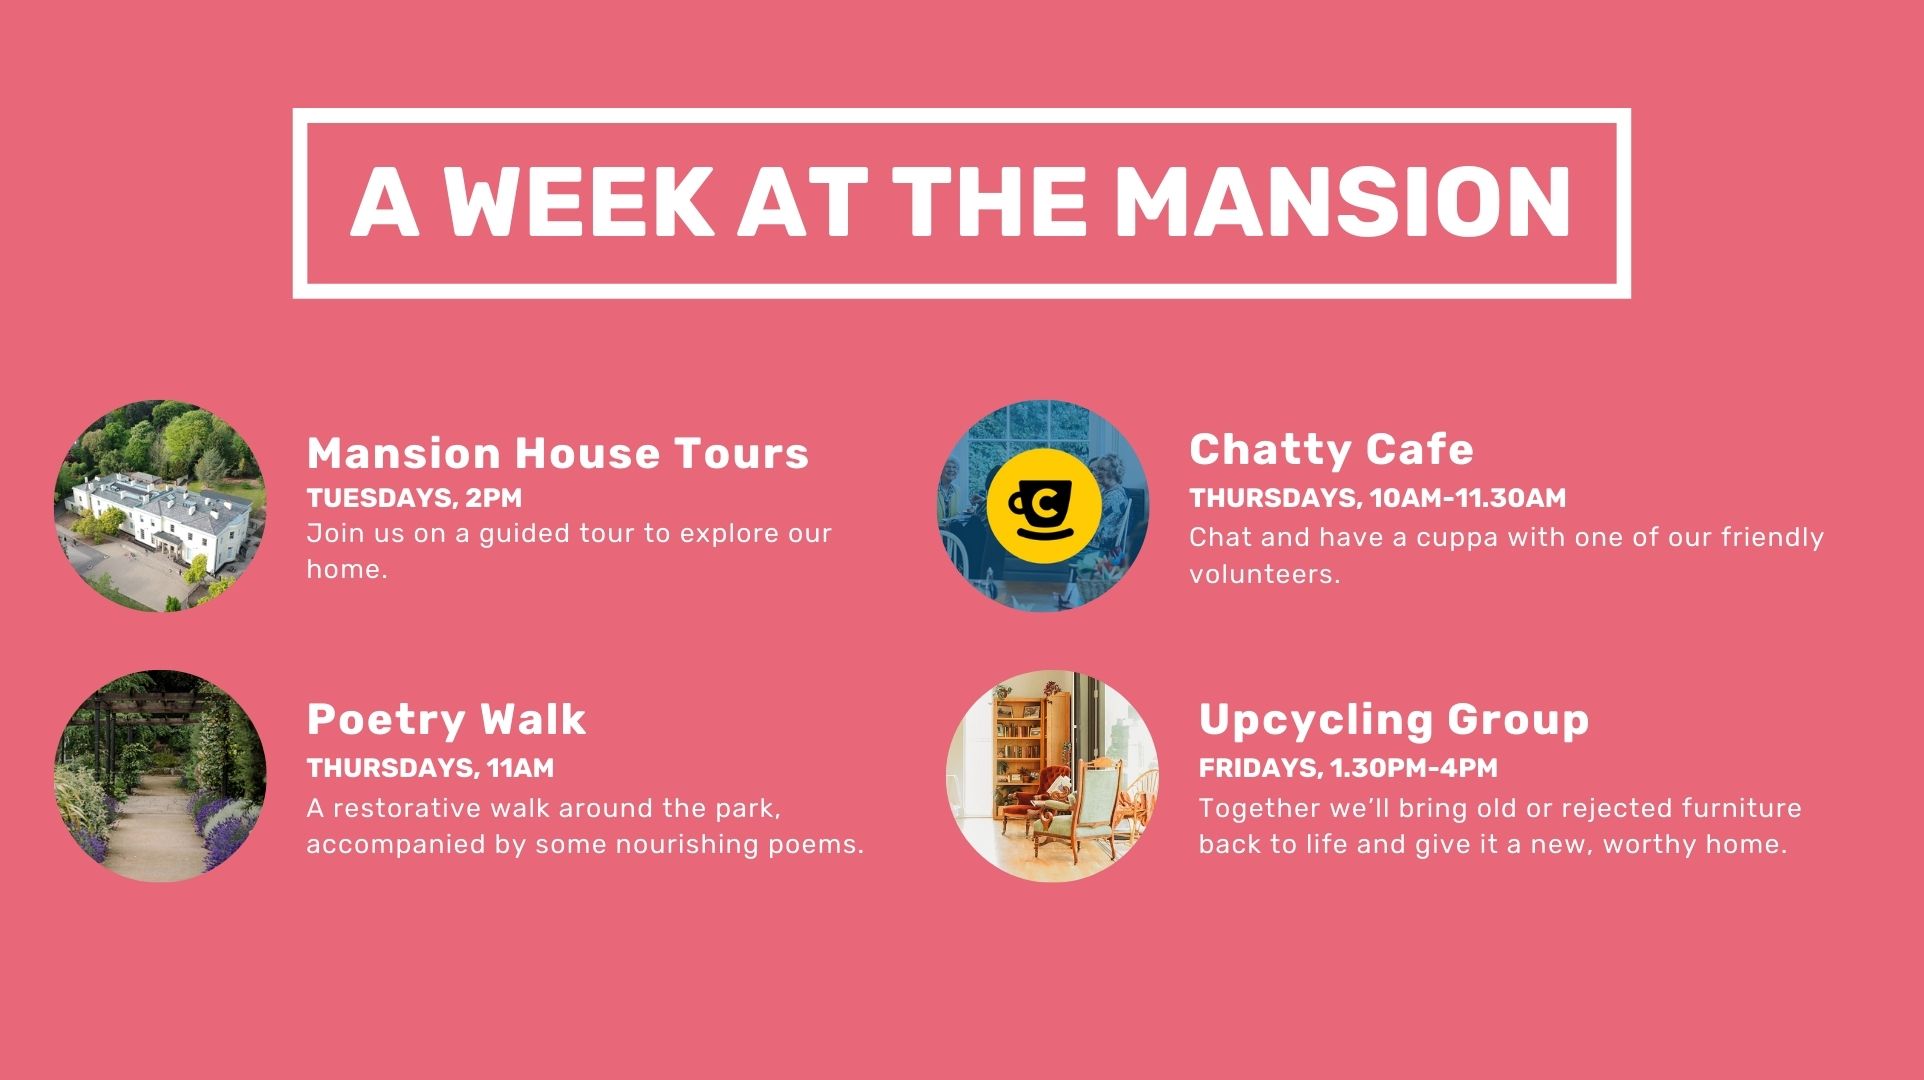 A WEEK AT THE MANSION
Mansion House Tours
TUESDAYS, 2PM
Join us on a guided tour to explore our
home.
Chatty Cafe
THURSDAYS, 10AM-11.30AM
Chat and have a cuppa with one of our friendly
volunteers.
C
Poetry Walk
THURSDAYS, 11AM
A restorative walk around the park,
accompanied by some nourishing poems.
Upcycling Group
FRIDAYS, 1.30PM-4PM
Together we’ll bring old or rejected furniture
back to life and give it a new, worthy home.